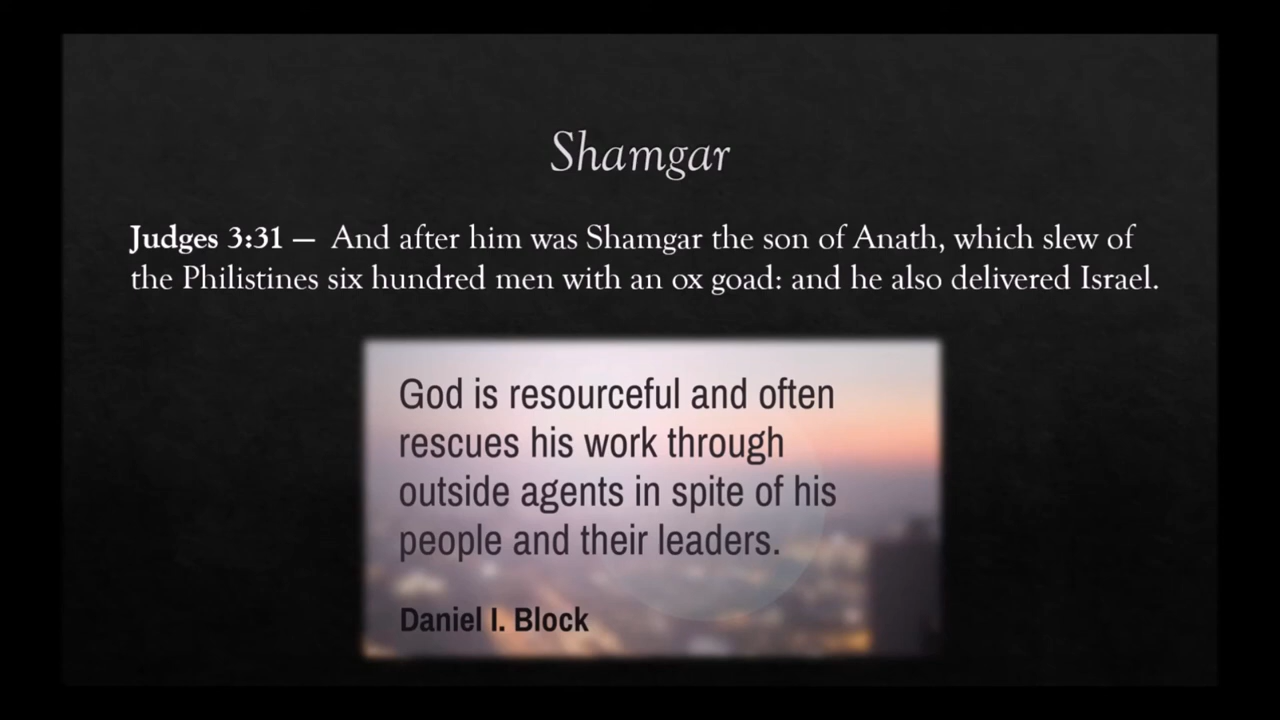 Shamgar
Judges 3:31 — And after him was Shamgar the son of Anath, which slew of
the Philistines six hundred men with an ox goad: and he also delivered Israel.
God is resourceful and often
rescues his work through
outside agents in spite of his
people and their leaders.
Daniel I. Block